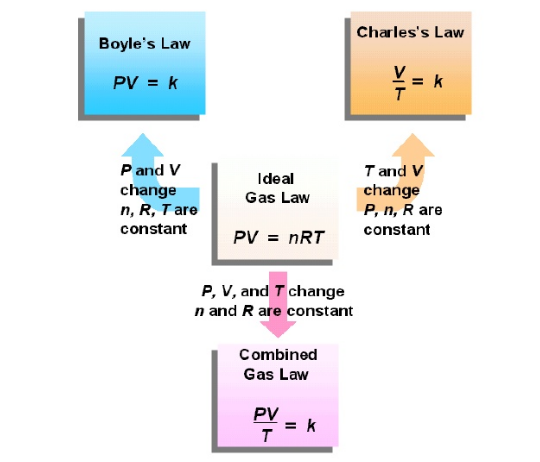 Boyle's Law
PV = k
Charles's Law
V
T = k
P and V
change
n, R, T are
constant
Ideal
Gas Law
PV = nRT
T and V
change
P, n, R are
constant
P, V, and T change
n and R are constant
Combined
Gas Law
PV
T = k